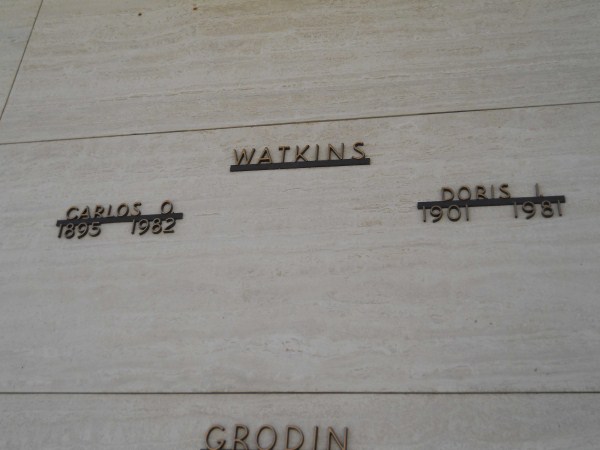 WATKINS
CARLOS O.
1895 1982
DORIS L.
1901 1981
GRODIN